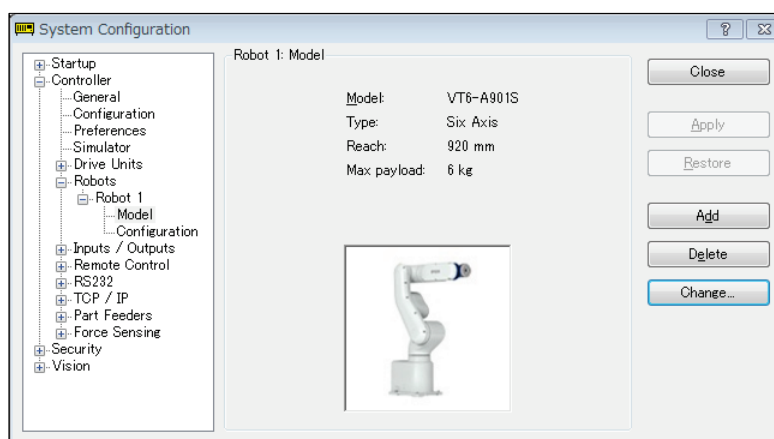 System Configuration
Startup
Controller
General
Configuration
Preferences
Simulator
Drive Units
Robots
Robot 1
Model
Configuration
Inputs / Outputs
Remote Control
RS232
TCP / IP
Part Feeders
Force Sensing
Security
Vision
Robot 1: Model
Model: VT6-A901S
Type: Six Axis
Reach: 920 mm
Max payload: 6 kg
Close
Apply
Restore
Add
Delete
Change...